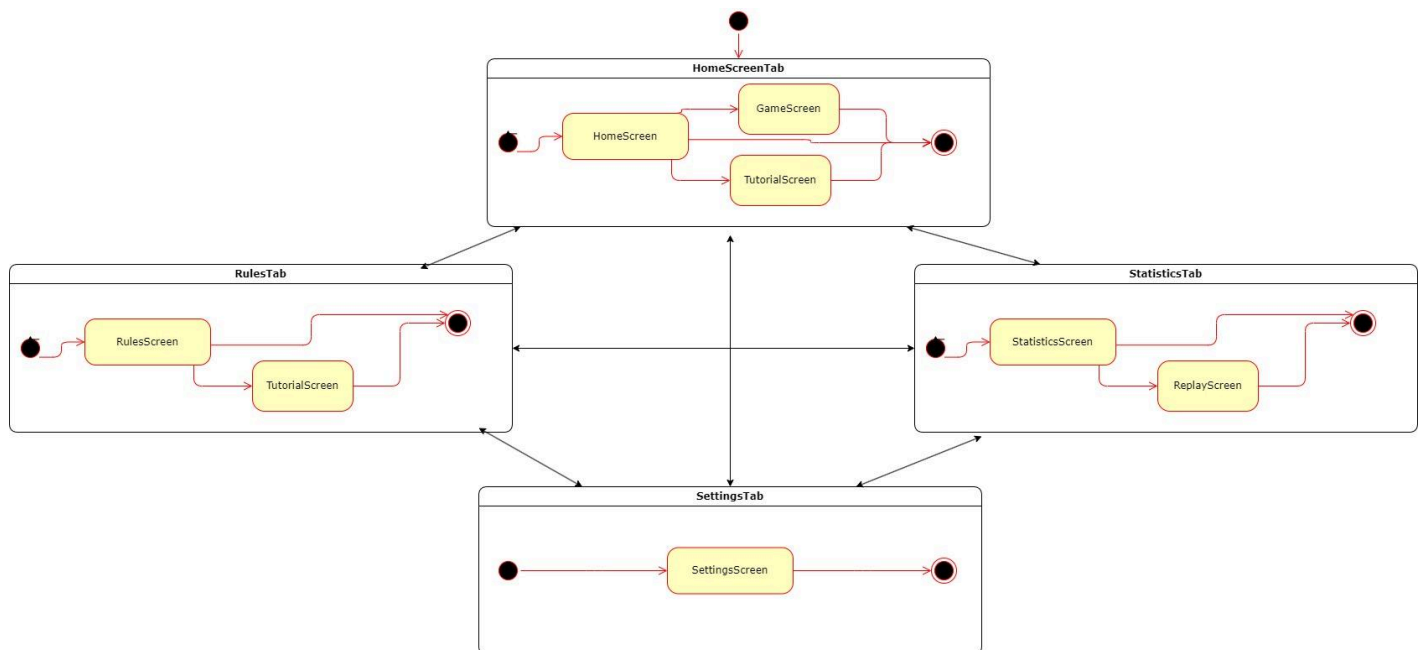 HomeScreenTab
GameScreen
HomeScreen
TutorialScreen
RulesTab
RulesScreen
TutorialScreen
StatisticsTab
StatisticsScreen
ReplayScreen
SettingsTab
SettingsScreen